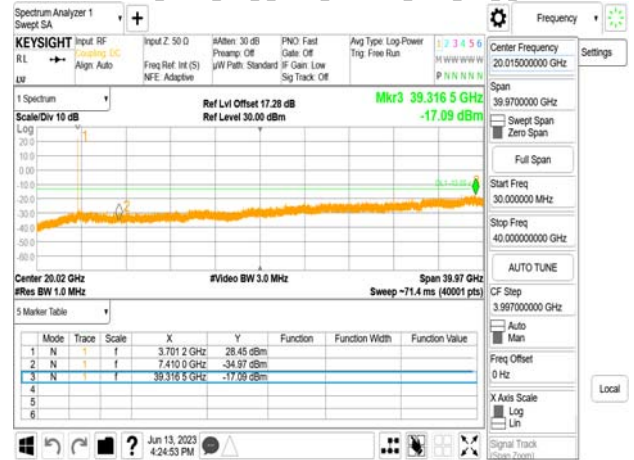 Spectrum Analyzer 1
Swept SA
+
Frequency
KEYSIGHT
RL
Input: RF
Coupling: DC
Align: Auto
Input Z: 50 Ω
Freq Ref: Int (S)
NFE: Adaptive
#Atten: 30 dB
Preamp: Off
µW Path: Standard
PNO: Fast
Gate: Off
IF Gain: Low
Sig Track: Off
Avg Type: Log-Power
Trig: Free Run
1 2 3 4 5 6
M W W W W W
P N N N N N
1 Spectrum
Scale/Div 10 dB
Ref Lvl Offset 17.28 dB
Ref Level 30.00 dBm
Mkr3 39.316 5 GHz
-17.09 dBm
Log
20.0
10.0
0.00
-10.0
-20.0
-30.0
-40.0
-50.0
-60.0
1
2
Center 20.02 GHz
#Video BW 3.0 MHz
Span 39.97 GHz
#Res BW 1.0 MHz
Sweep ~71.4 ms (40001 pts)
5 Marker Table
Mode Trace Scale X Y Function Function Width Function Value
1 N 1 f 3.701 2 GHz 28.45 dBm
2 N 1 f 7.410 0 GHz -34.97 dBm
3 N 1 f 39.316 5 GHz -17.09 dBm
4
5
6
?
Jun 13, 2023
4:24:53 PM
Center Frequency
20.015000000 GHz
Settings
Span
39.9700000 GHz
Swept Span
Zero Span
Full Span
Start Freq
30.000000 MHz
Stop Freq
40.000000000 GHz
AUTO TUNE
CF Step
3.997000000 GHz
Auto
Man
Freq Offset
0 Hz
X Axis Scale
Log
Lin
Local
Signal Track
(Span Zoom)